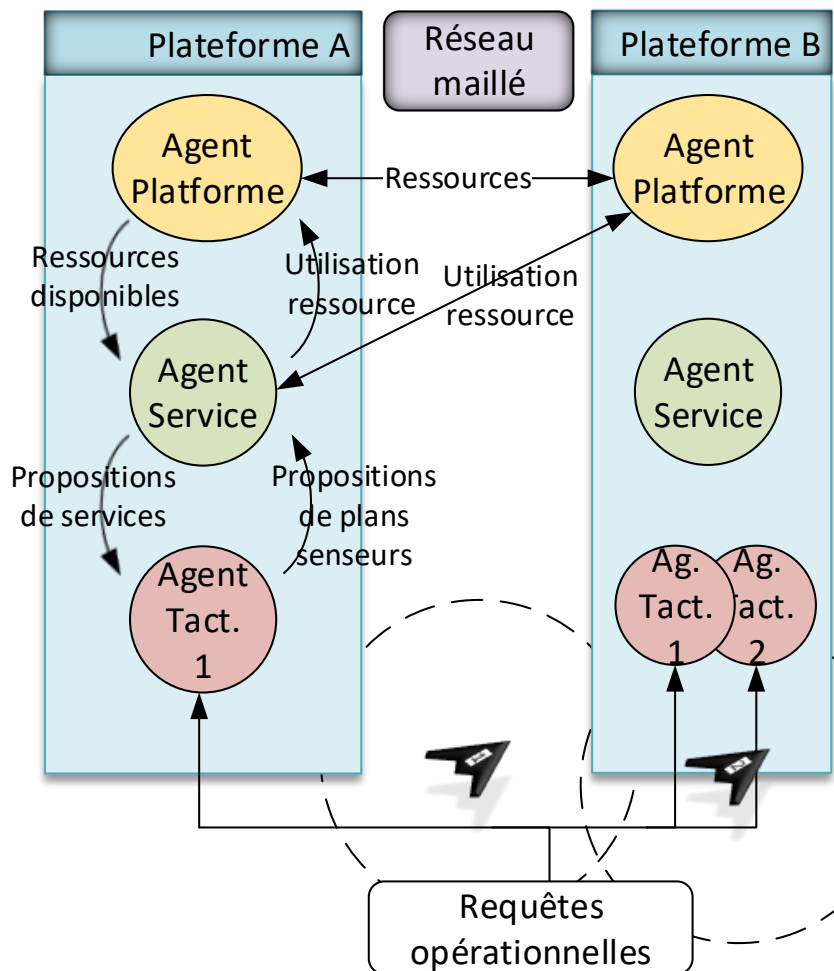 Plateforme A
Réseau
maillé
Plateforme B
Agent
Platforme
Ressources
Agent
Platforme
Ressources
disponibles
Utilisation
ressource
Utilisation
ressource
Agent
Service
Agent
Service
Propositions
de services
Propositions
de plans
senseurs
Agent
Tact.
1
Ag.
Tact.
1
Ag.
Tact.
2
Requêtes
opérationnelles